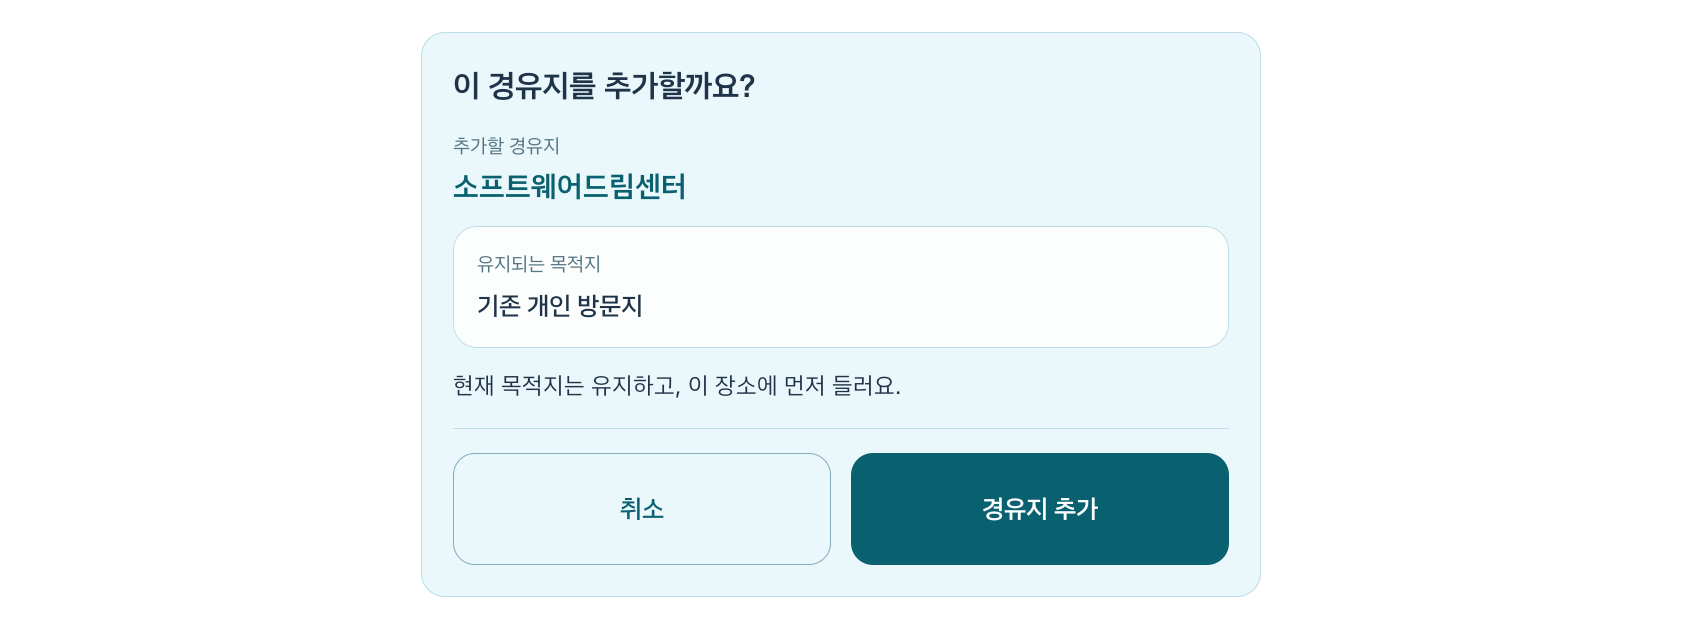 이 경유지를 추가할까요?
추가할 경유지
소프트웨어드림센터
유지되는 목적지
기존 개인 방문지
현재 목적지는 유지하고, 이 장소에 먼저 들러요.
취소
경유지 추가